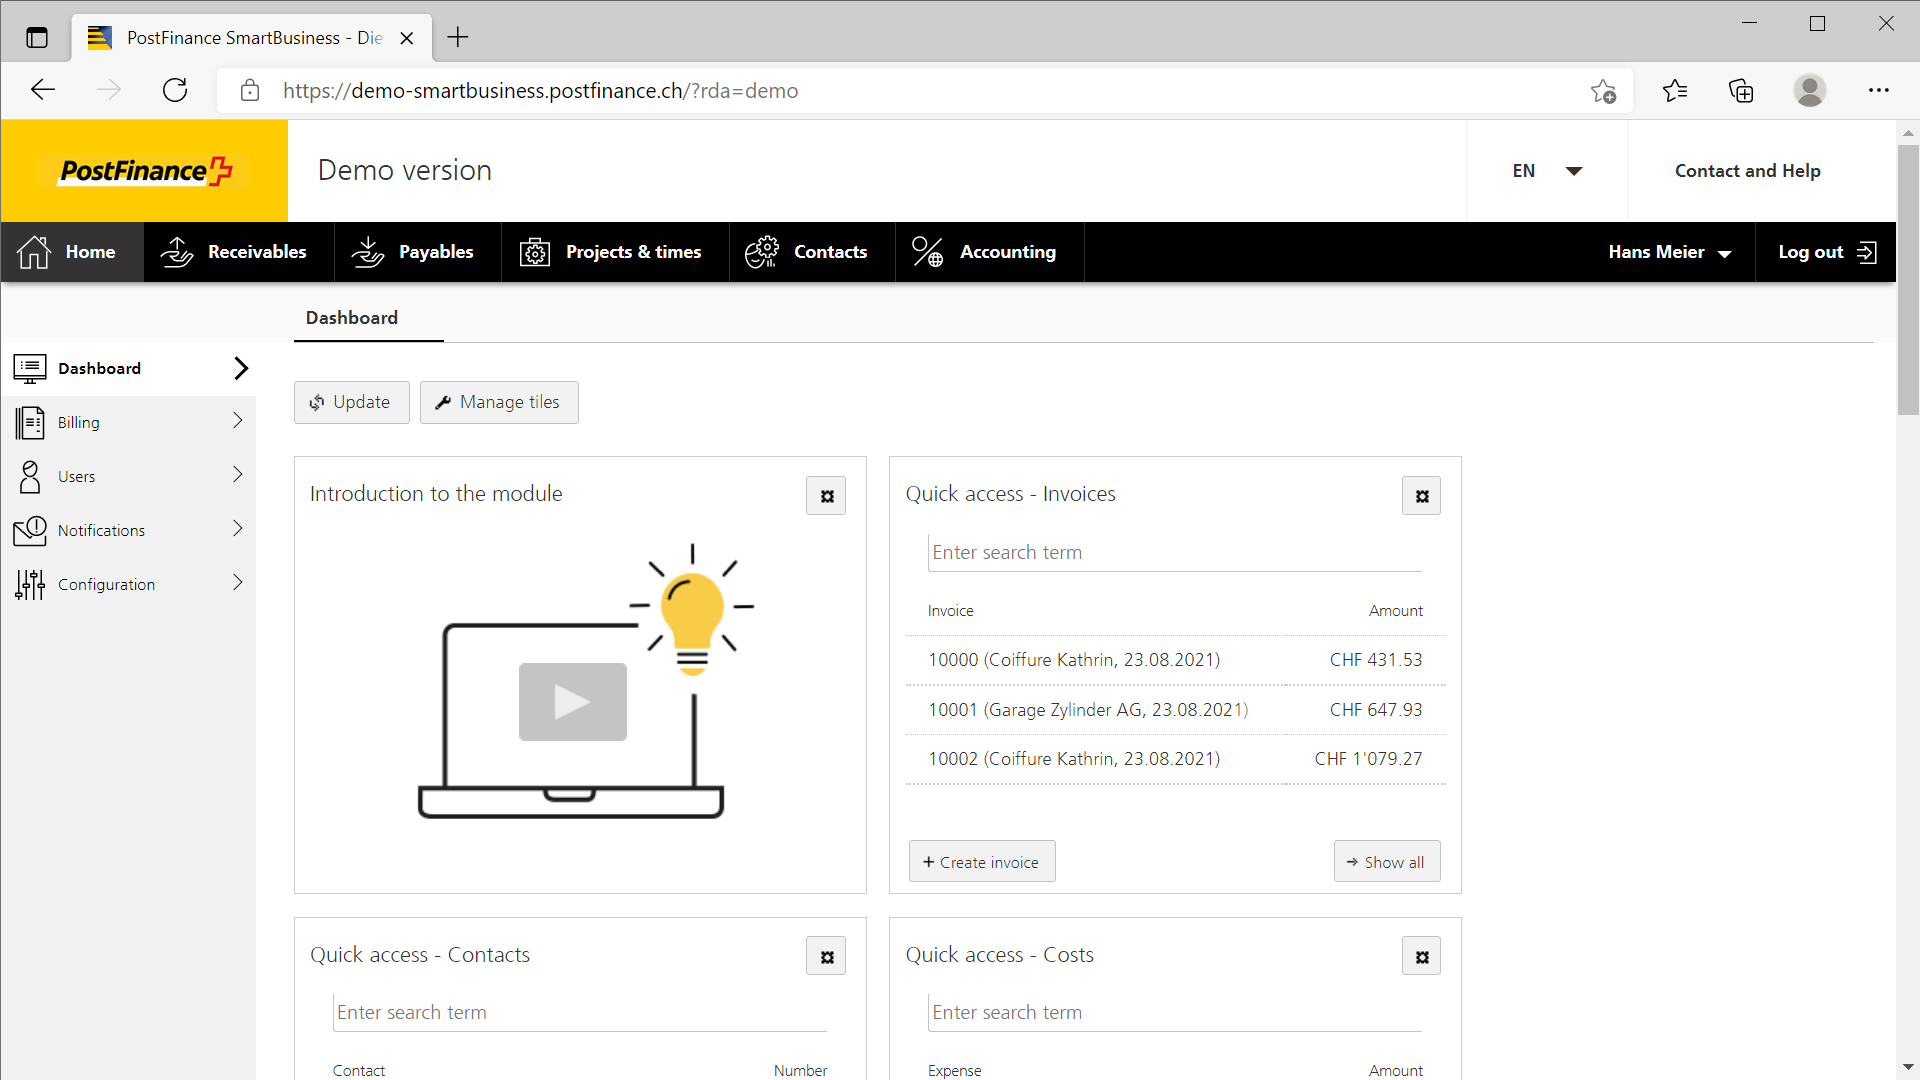 PostFinance SmartBusiness - Die
https://demo-smartbusiness.postfinance.ch/?rda=demo
PostFinance
Demo version
EN
Contact and Help
Home
Receivables
Payables
Projects & times
Contacts
Accounting
Hans Meier
Log out
Dashboard
Dashboard
Billing
Users
Notifications
Configuration
Update
Manage tiles
Introduction to the module
Quick access - Invoices
Enter search term
Invoice Amount
10000 (Coiffure Kathrin, 23.08.2021) CHF 431.53
10001 (Garage Zylinder AG, 23.08.2021) CHF 647.93
10002 (Coiffure Kathrin, 23.08.2021) CHF 1'079.27
+ Create invoice
Show all
Quick access - Contacts
Enter search term
Contact Number
Quick access - Costs
Enter search term
Expense Amount